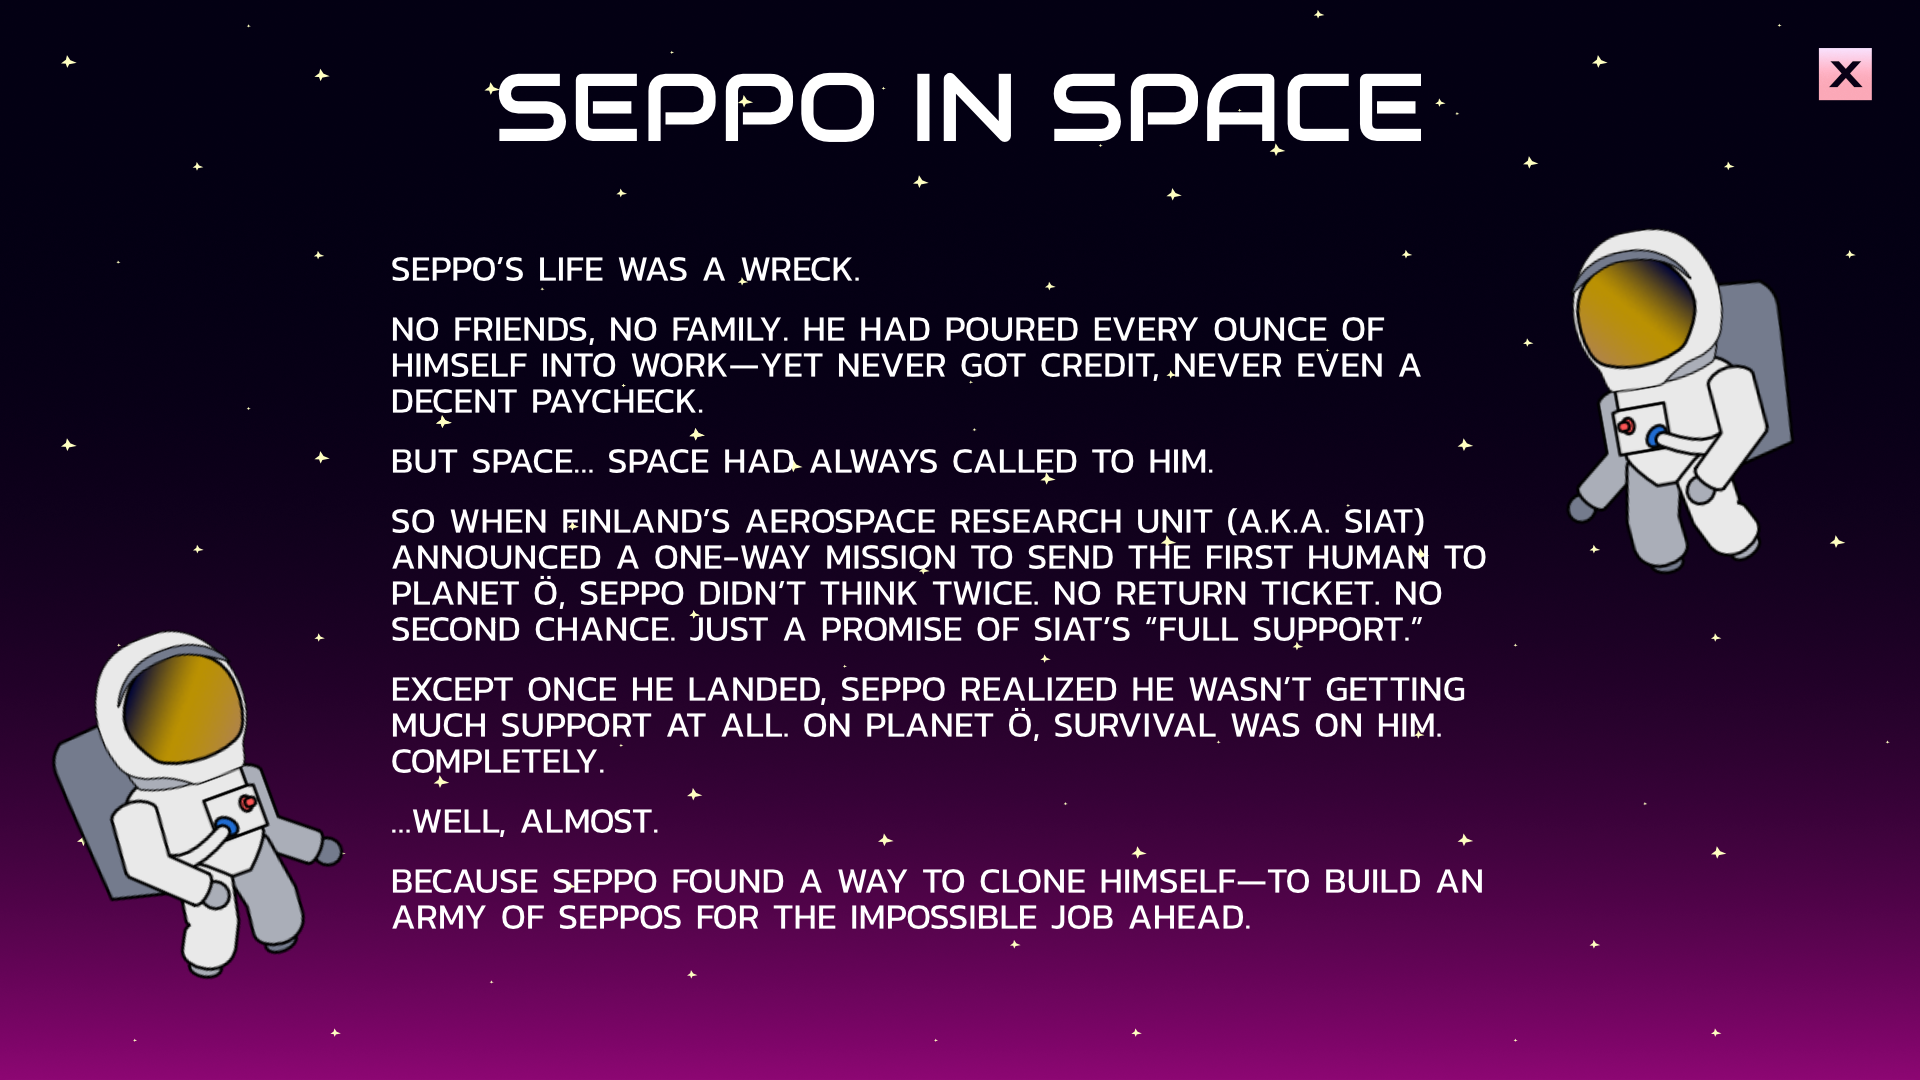 SEPPO IN SPACE
X
SEPPO’S LIFE WAS A WRECK.
NO FRIENDS, NO FAMILY. HE HAD POURED EVERY OUNCE OF
HIMSELF INTO WORK—YET NEVER GOT CREDIT, NEVER EVEN A
DECENT PAYCHECK.
BUT SPACE... SPACE HAD ALWAYS CALLED TO HIM.
SO WHEN FINLAND’S AEROSPACE RESEARCH UNIT (A.K.A. SIAT)
ANNOUNCED A ONE-WAY MISSION TO SEND THE FIRST HUMAN TO
PLANET Ö, SEPPO DIDN’T THINK TWICE. NO RETURN TICKET. NO
SECOND CHANCE. JUST A PROMISE OF SIAT’S “FULL SUPPORT.”
EXCEPT ONCE HE LANDED, SEPPO REALIZED HE WASN’T GETTING
MUCH SUPPORT AT ALL. ON PLANET Ö, SURVIVAL WAS ON HIM.
COMPLETELY.
...WELL, ALMOST.
BECAUSE SEPPO FOUND A WAY TO CLONE HIMSELF—TO BUILD AN
ARMY OF SEPPOS FOR THE IMPOSSIBLE JOB AHEAD.